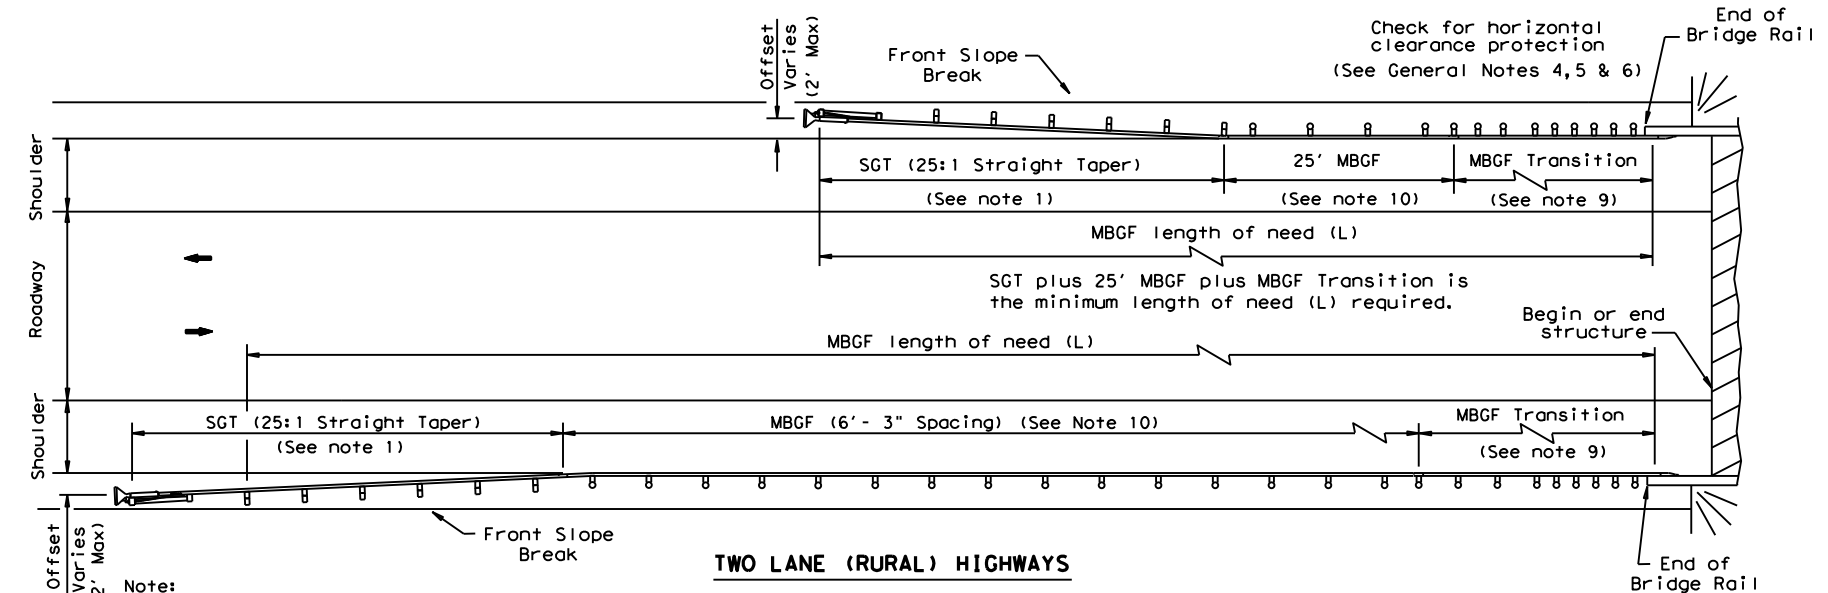 Offset
Varies
(2' Max)
Front Slope
Break
Check for horizontal
clearance protection
(See General Notes 4,5 & 6)
End of
Bridge Rail
Shoulder
SGT (25:1 Straight Taper)
25' MBGF
MBGF Transition
(See note 1)
(See note 10)
(See note 9)
MBGF length of need (L)
SGT plus 25' MBGF plus MBGF Transition is
the minimum length of need (L) required.
Roadway
Begin or end
structure
MBGF length of need (L)
Shoulder
SGT (25:1 Straight Taper)
(See note 1)
MBGF (6'- 3" Spacing) (See Note 10)
MBGF Transition
(See note 9)
Offset
Varies
2' Max)
Front Slope
Break
TWO LANE (RURAL) HIGHWAYS
End of
Bridge Rail
Note: